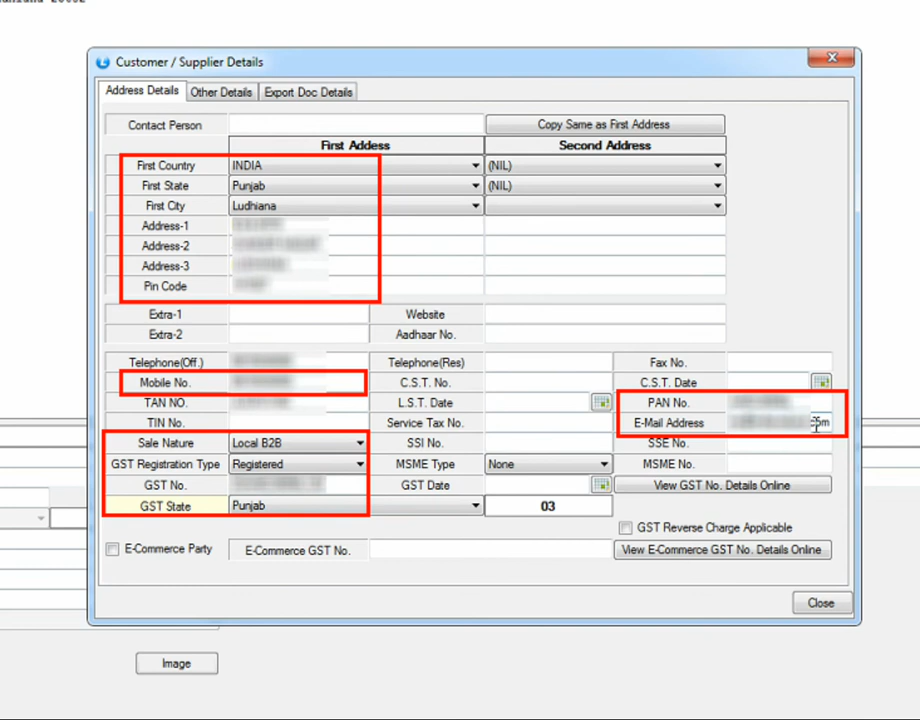 Customer / Supplier Details
Address Details Other Details Export Doc Details
Contact Person Copy Same as First Address
First Address Second Address
First Country INDIA (NIL)
First State Punjab (NIL)
First City Ludhiana
Address-1
Address-2
Address-3
Pin Code
Extra-1 Website
Extra-2 Aadhaar No.
Telephone(Off.) Telephone(Res) Fax No.
Mobile No. C.S.T. No. C.S.T. Date
TAN NO. L.S.T. Date PAN No.
TIN No. Service Tax No. E-Mail Address
Sale Nature Local B2B SSI No. SSE No.
GST Registration Type Registered MSME Type None MSME No.
GST No. GST Date View GST No. Details Online
GST State Punjab 03
GST Reverse Charge Applicable
E-Commerce Party E-Commerce GST No. View E-Commerce GST No. Details Online
Close
Image